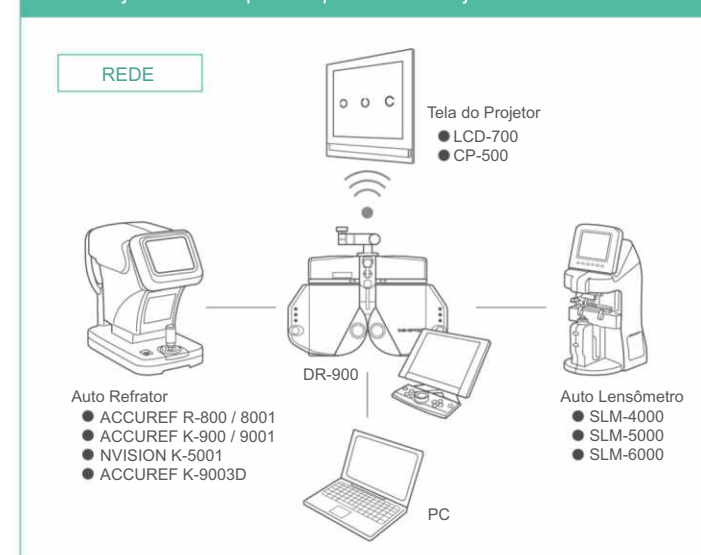 REDE
Tela do Projetor
● LCD-700
● CP-500
DR-900
Auto Refrator
● ACCUREF R-800 / 8001
● ACCUREF K-900 / 9001
● NVISION K-5001
● ACCUREF K-9003D
Auto Lensômetro
● SLM-4000
● SLM-5000
● SLM-6000
PC